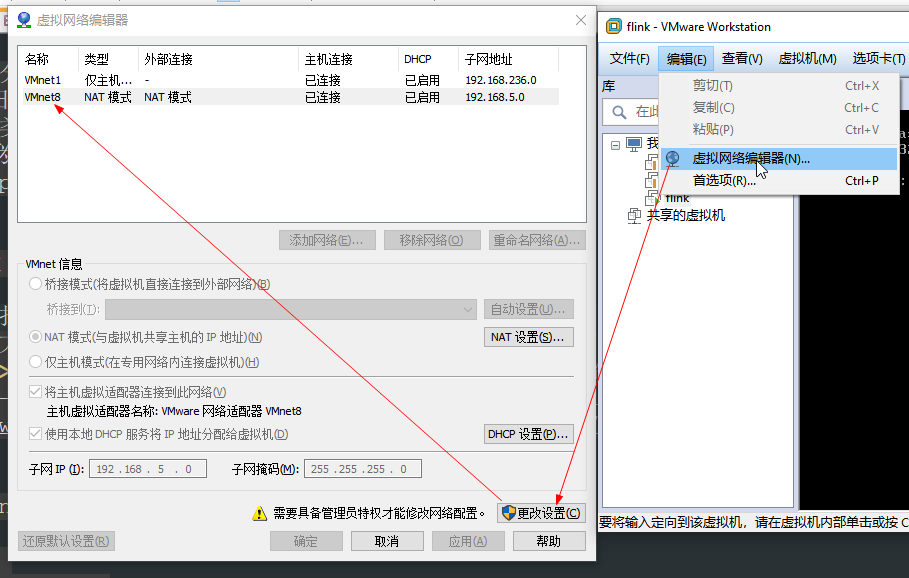 虚拟网络编辑器
名称 类型 外部连接 主机连接 DHCP 子网地址
VMnet1 仅主机... - 已连接 已启用 192.168.236.0
VMnet8 NAT 模式 NAT 模式 已连接 已启用 192.168.5.0
添加网络(E)... 移除网络(O) 重命名网络(A)...
VMnet 信息
桥接模式(将虚拟机直接连接到外部网络)(B)
桥接到(I): 自动设置(U)...
NAT 模式(与虚拟机共享主机的 IP 地址)(N) NAT 设置(S)...
仅主机模式(在专用网络内连接虚拟机)(H)
将主机虚拟适配器连接到此网络(V)
主机虚拟适配器名称: VMware 网络适配器 VMnet8
使用本地 DHCP 服务将 IP 地址分配给虚拟机(D) DHCP 设置(P)...
子网 IP (I): 192 .168 . 5 . 0 子网掩码(M): 255 .255 .255 . 0
需要具备管理员特权才能修改网络配置。 更改设置(C)
还原默认设置(R) 确定 取消 应用(A) 帮助
flink - VMware Workstation
文件(F) 编辑(E) 查看(V) 虚拟机(M) 选项卡(T)
库
在此
剪切(T) Ctrl+X
复制(C) Ctrl+C
粘贴(P) Ctrl+V
虚拟网络编辑器(N)...
首选项(R)... Ctrl+P
我
flink
共享的虚拟机
要将输入定向到该虚拟机，请在虚拟机内部单击或按 C